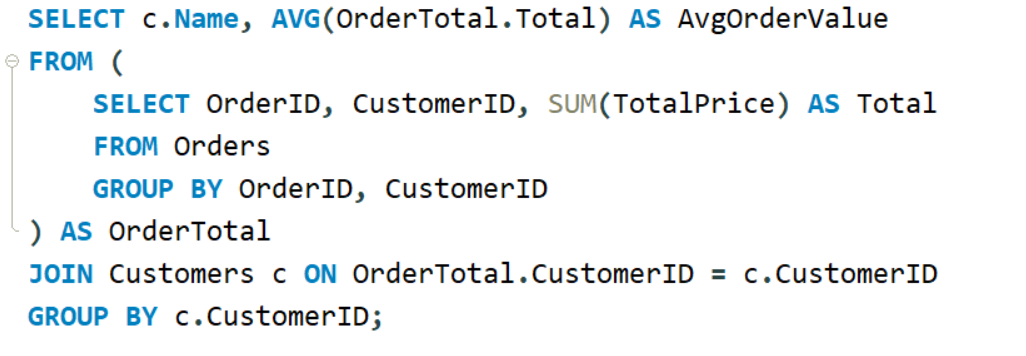 SELECT c.Name, AVG(OrderTotal.Total) AS AvgOrderValue
FROM (
    SELECT OrderID, CustomerID, SUM(TotalPrice) AS Total
    FROM Orders
    GROUP BY OrderID, CustomerID
) AS OrderTotal
JOIN Customers c ON OrderTotal.CustomerID = c.CustomerID
GROUP BY c.CustomerID;